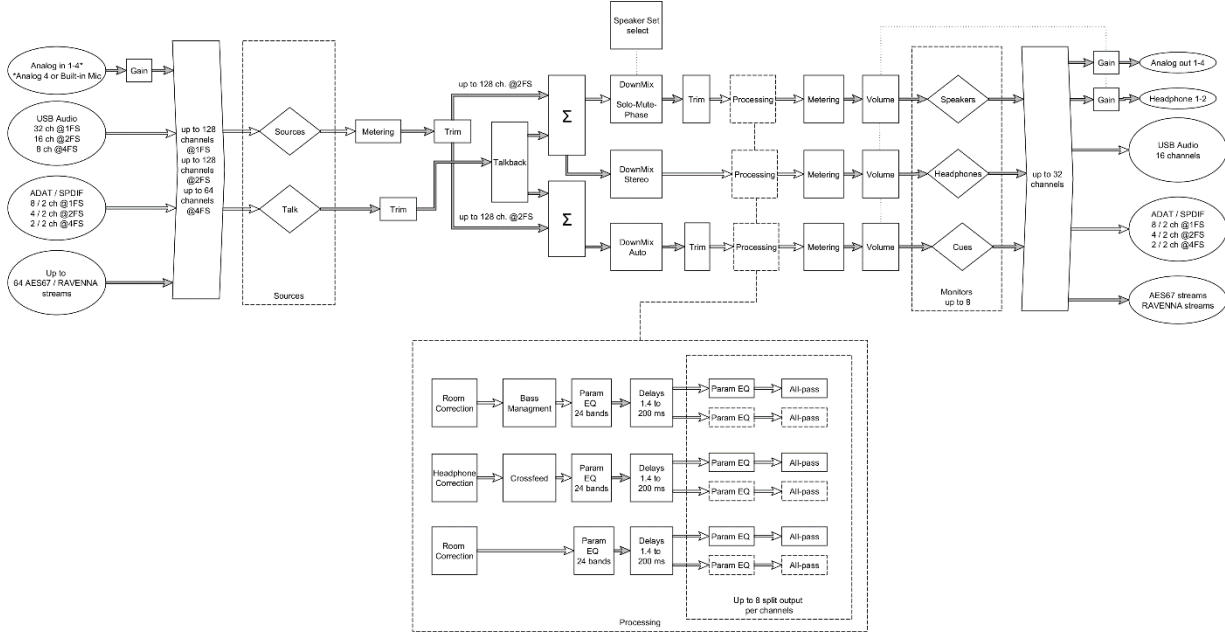 Speaker Set
select
Analog in 1-4*
*Analog 4 or Built-in Mic
Gain
USB Audio
32 ch @1FS
16 ch @2FS
8 ch @4FS
ADAT / SPDIF
8 / 2 ch @1FS
4 / 2 ch @2FS
2 / 2 ch @4FS
Up to
64 AES67 / RAVENNA
streams
up to 128
channels
@1FS
up to 128
channels
@2FS
up to 64
channels
@4FS
Sources
Talk
Sources
Metering
Trim
Trim
up to 128 ch. @2FS
Talkback
up to 128 ch. @2FS
Σ
Σ
DownMix
Solo-Mute-
Phase
Trim
Processing
Metering
Volume
Speakers
DownMix
Stereo
Processing
Metering
Volume
Headphones
DownMix
Auto
Trim
Processing
Metering
Volume
Cues
Monitors
up to 8
up to 32
channels
Gain
Analog out 1-4
Gain
Headphone 1-2
USB Audio
16 channels
ADAT / SPDIF
8 / 2 ch @1FS
4 / 2 ch @2FS
2 / 2 ch @4FS
AES67 streams
RAVENNA streams
Room
Correction
Bass
Managment
Param
EQ
24 bands
Delays
1.4 to
200 ms
Param EQ
All-pass
Param EQ
All-pass
Headphone
Correction
Crossfeed
Param
EQ
24 bands
Delays
1.4 to
200 ms
Param EQ
All-pass
Param EQ
All-pass
Room
Correction
Param
EQ
24 bands
Delays
1.4 to
200 ms
Param EQ
All-pass
Param EQ
All-pass
Up to 8 split output
per channels
Processing